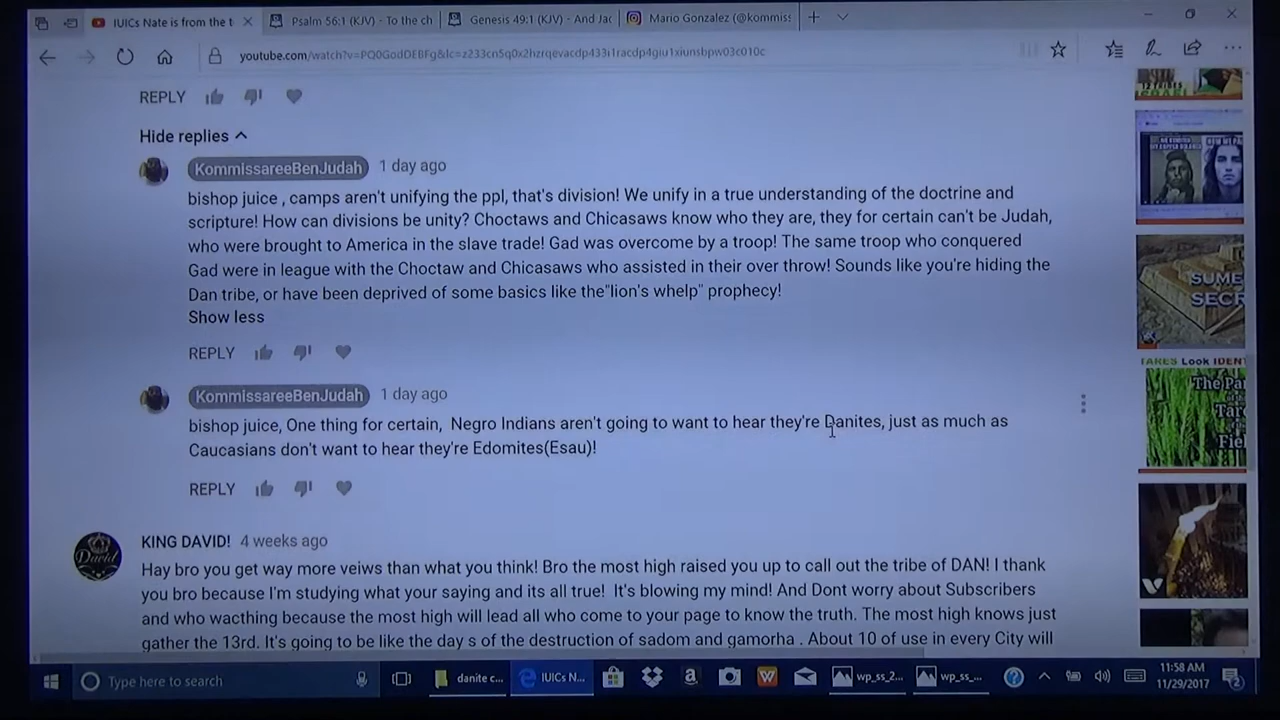 IUICs Nate is from the t
Psalm 56:1 (KJV) - To the ch
Genesis 49:1 (KJV) - And Jac
Mario Gonzalez (@kommiss
REPLY
Hide replies
KommissareeBenJudah 1 day ago
bishop juice , camps aren't unifying the ppl, that's division! We unify in a true understanding of the doctrine and
scripture! How can divisions be unity? Choctaws and Chicasaws know who they are, they for certain can't be Judah,
who were brought to America in the slave trade! Gad was overcome by a troop! The same troop who conquered
Gad were in league with the Choctaw and Chicasaws who assisted in their over throw! Sounds like you're hiding the
Dan tribe, or have been deprived of some basics like the"lion's whelp" prophecy!
Show less
REPLY
KommissareeBenJudah 1 day ago
bishop juice, One thing for certain, Negro Indians aren't going to want to hear they're Danites, just as much as
Caucasians don't want to hear they're Edomites(Esau)!
REPLY
David
KING DAVID! 4 weeks ago
Hay bro you get way more veiws than what you think! Bro the most high raised you up to call out the tribe of DAN! I thank
you bro because I'm studying what your saying and its all true! It's blowing my mind! And Dont worry about Subscribers
and who wacthing because the most high will lead all who come to your page to know the truth. The most high knows just
gather the 13rd. It's going to be like the day s of the destruction of sadom and gamorha . About 10 of use in every City will
SUME
SECR
TARES Look IDENT
The Par
Tare
Fiel
Type here to search
danite c...
IUICs N...
wp_ss_2...
wp_ss_...
11:58 AM
11/29/2017
2